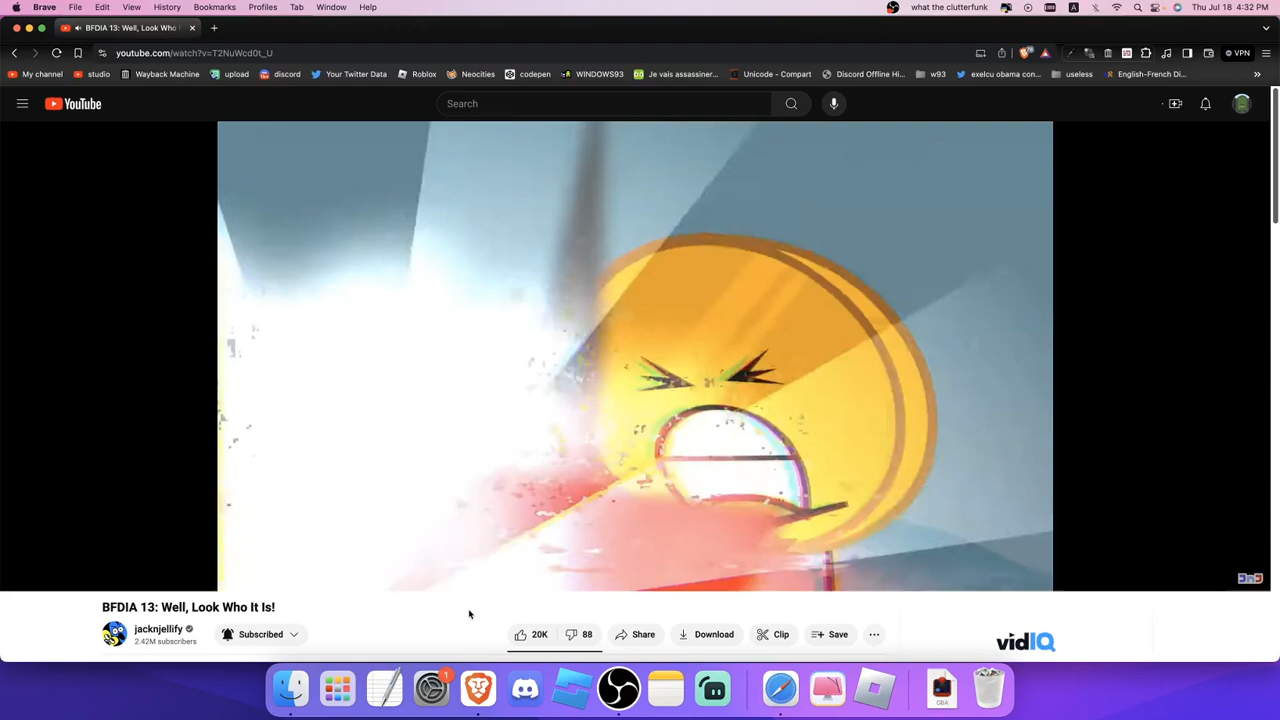 Brave File Edit View History Bookmarks Profiles Tab Window Help what the clutterfunk A Thu Jul 18 4:32 PM
BFDIA 13: Well, Look Who I
youtube.com/watch?v=T2NuWcd0t_U VPN
My channel studio Wayback Machine upload discord Your Twitter Data Roblox Neocities codepen WINDOWS93 Je vais assassiner... Unicode - Compart Discord Offline Hi... w93 exelcu obama con... useless English-French Di...
YouTube Search
BFDIA 13: Well, Look Who It Is!
jacknjellify
2.42M subscribers
Subscribed 20K 88 Share Download Clip Save
vidIQ
1
GBA